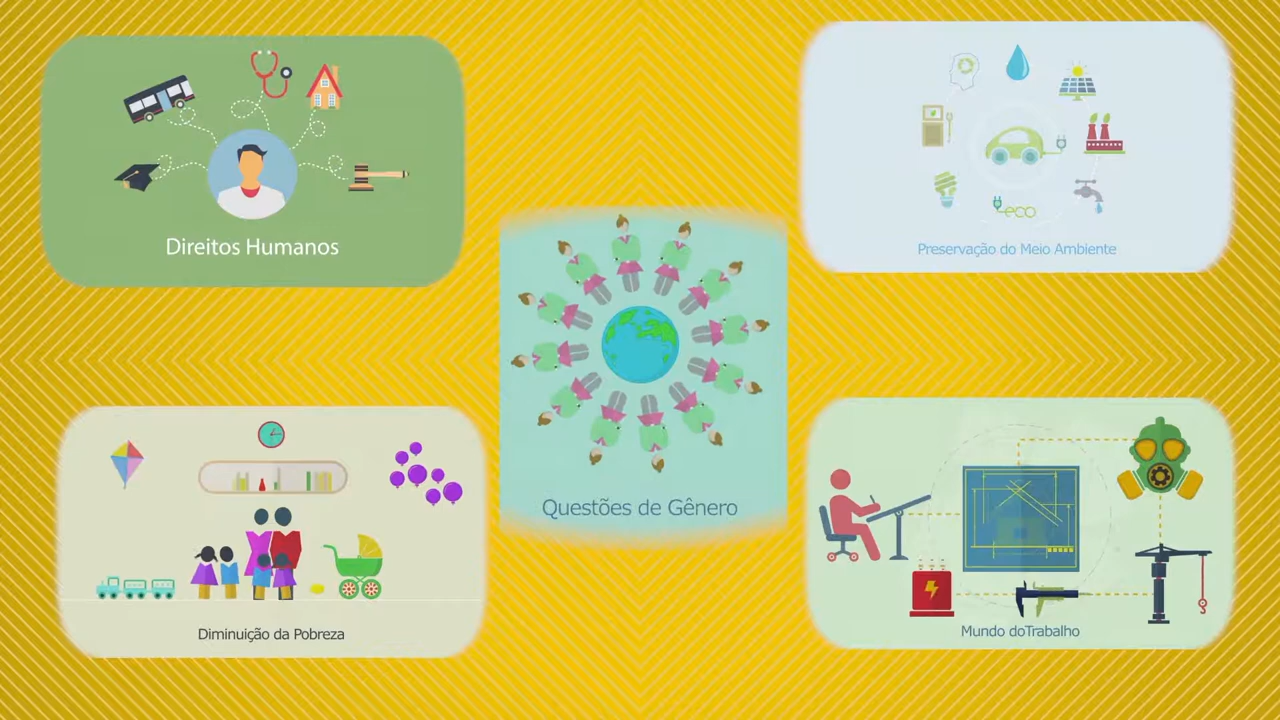 Direitos Humanos
eco
Preservação do Meio Ambiente
Questões de Gênero
Diminuição da Pobreza
Mundo doTrabalho